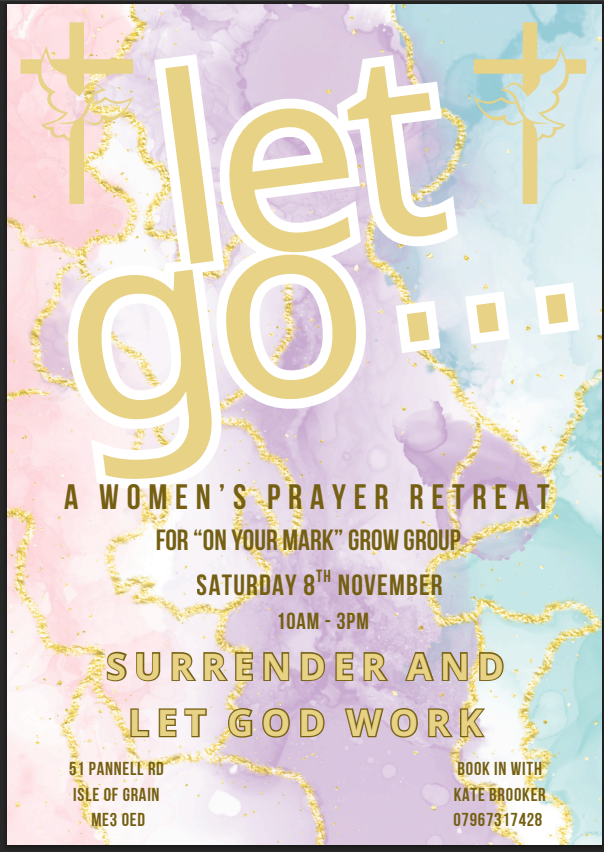 let
go...
A WOMEN'S PRAYER RETREAT
FOR “ON YOUR MARK” GROW GROUP
SATURDAY 8TH NOVEMBER
10AM - 3PM
SURRENDER AND
LET GOD WORK
51 PANNELL RD
ISLE OF GRAIN
ME3 0ED
BOOK IN WITH
KATE BROOKER
07967317428